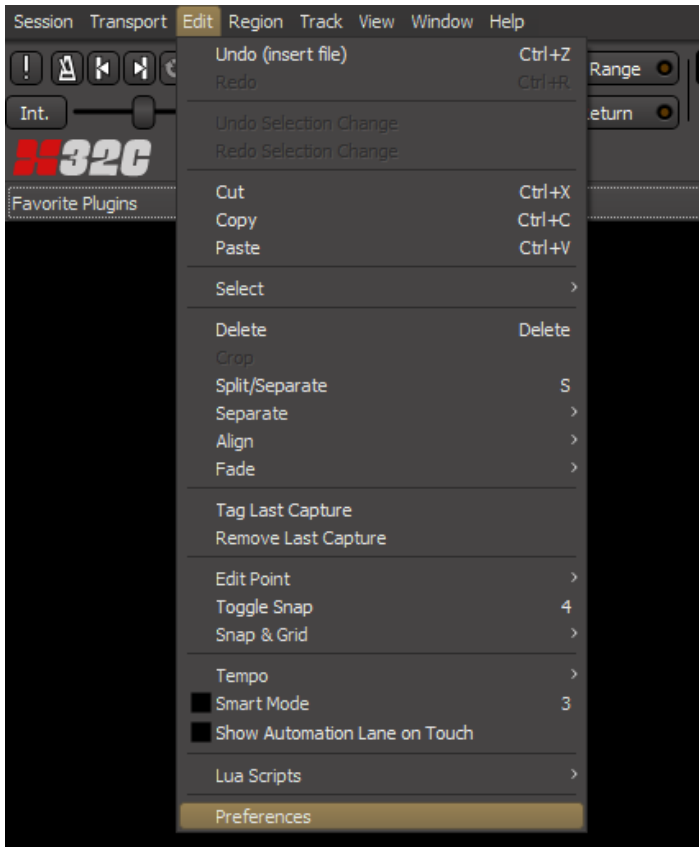 Session Transport Edit Region Track View Window Help
Undo (insert file) Ctrl+Z
Range
Redo Ctrl+R
Int.
eturn
Undo Selection Change
Redo Selection Change
32C
Cut Ctrl+X
Favorite Plugins
Copy Ctrl+C
Paste Ctrl+V
Select
Delete Delete
Crop
Split/Separate S
Separate
Align
Fade
Tag Last Capture
Remove Last Capture
Edit Point
Toggle Snap 4
Snap & Grid
Tempo
Smart Mode 3
Show Automation Lane on Touch
Lua Scripts
Preferences